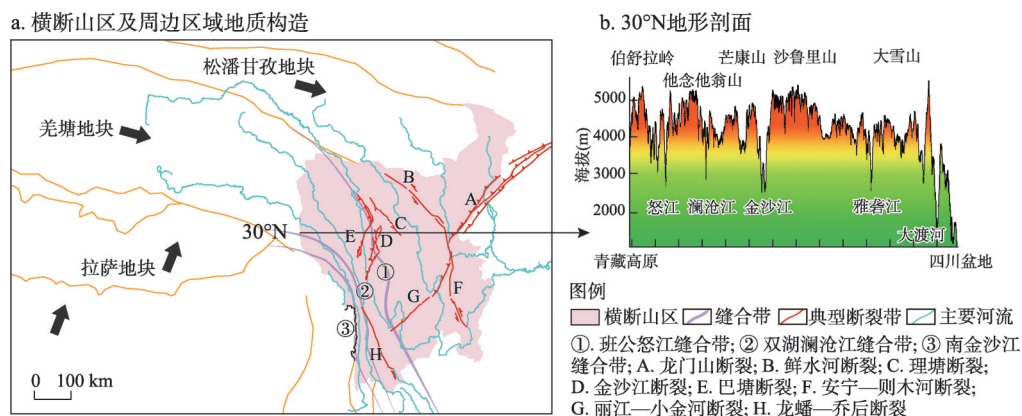 a. 横断山区及周边区域地质构造
松潘甘孜地块
羌塘地块
拉萨地块
30°N
A
B
C
D
E
①
②
③
F
G
H
0 100 km
b. 30°N地形剖面
伯舒拉岭
芒康山
沙鲁里山
大雪山
他念他翁山
海拔(m)
5000
4000
3000
2000
怒江
澜沧江
金沙江
雅砻江
大渡河
青藏高原
四川盆地
图例
横断山区
缝合带
典型断裂带
主要河流
①. 班公怒江缝合带; ② 双湖澜沧江缝合带; ③ 南金沙江
缝合带; A. 龙门山断裂; B. 鲜水河断裂; C. 理塘断裂;
D. 金沙江断裂; E. 巴塘断裂; F. 安宁—则木河断裂;
G. 丽江—小金河断裂; H. 龙蟠—乔后断裂